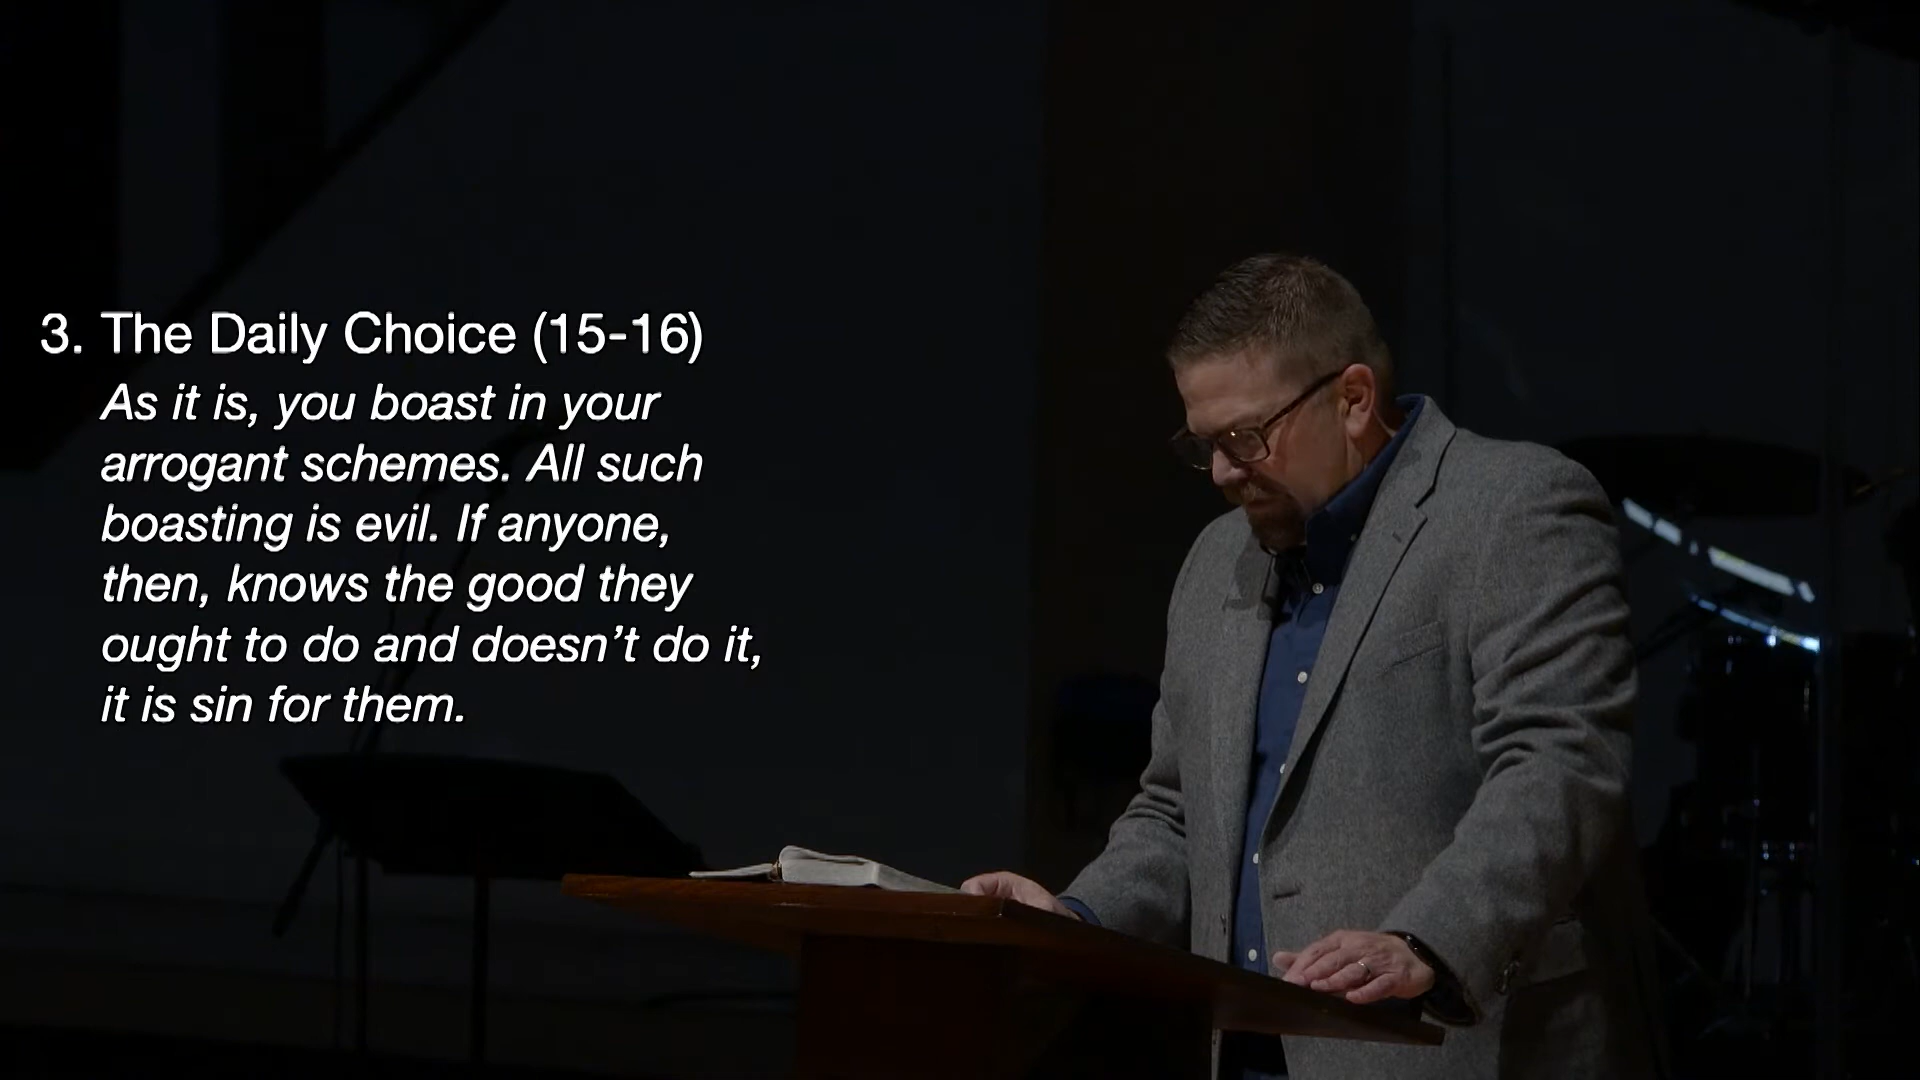 3. The Daily Choice (15-16)
As it is, you boast in your
arrogant schemes. All such
boasting is evil. If anyone,
then, knows the good they
ought to do and doesn’t do it,
it is sin for them.